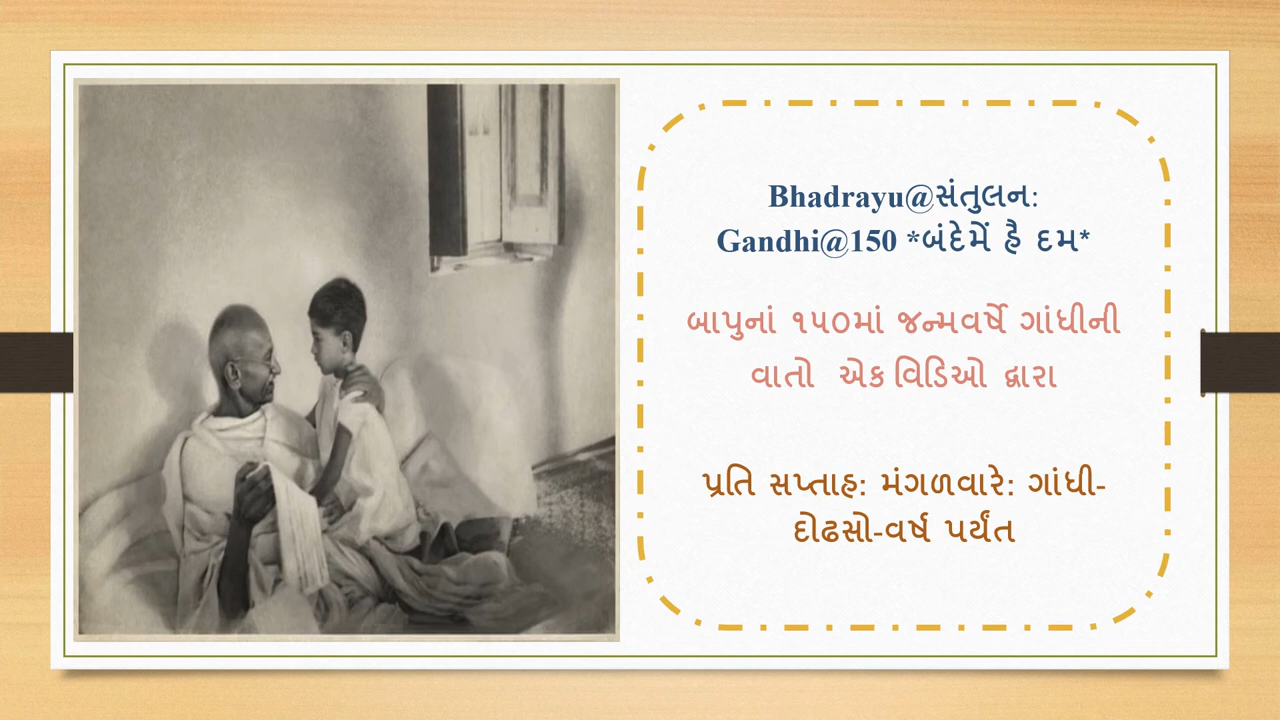 Bhadrayu@સંતુલન:
Gandhi@150 *બંદેમેં હૈ દમ*
બાપુનાં ૧૫૦માં જન્મવર્ષે ગાંધીની
વાતો એક વિડિઓ દ્વારા
પ્રતિ સપ્તાહ: મંગળવારે: ગાંધી-
દોઢસો-વર્ષ પર્યંત